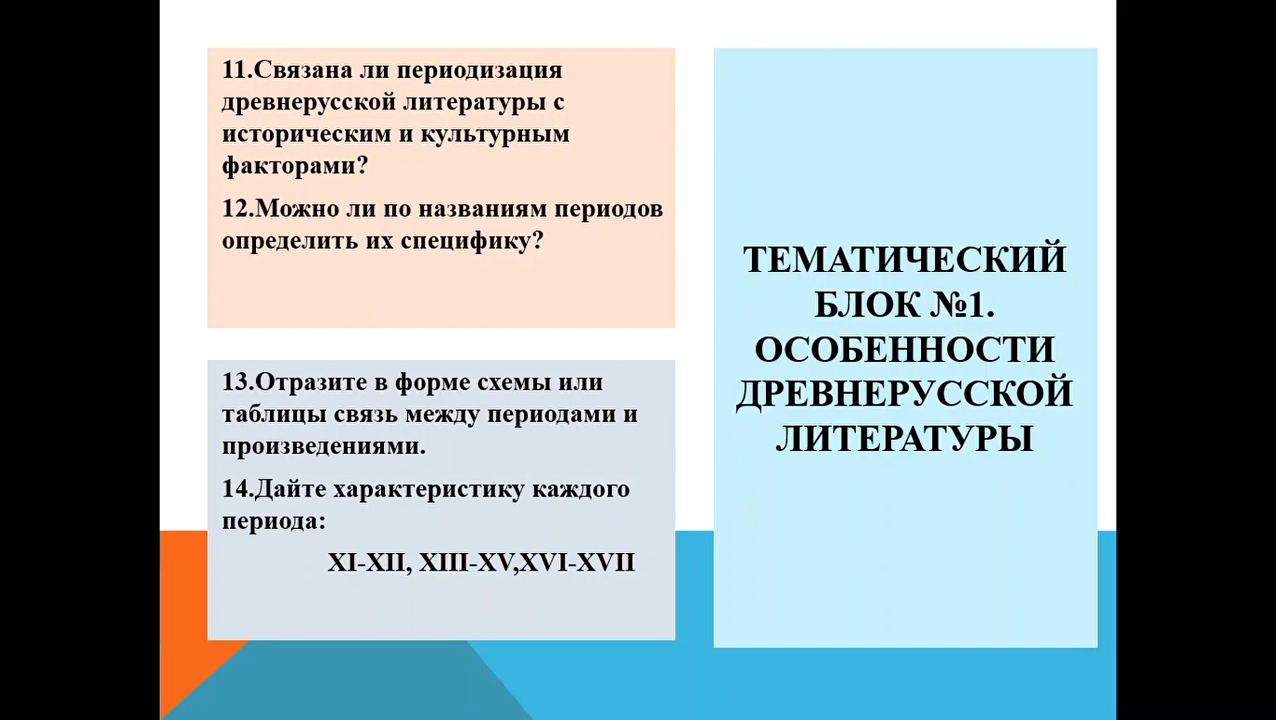 11.Связана ли периодизация
древнерусской литературы с
историческим и культурным
факторами?
12.Можно ли по названиям периодов
определить их специфику?
13.Отразите в форме схемы или
таблицы связь между периодами и
произведениями.
14.Дайте характеристику каждого
периода:
XI-XII, XIII-XV,XVI-XVII
ТЕМАТИЧЕСКИЙ
БЛОК №1.
ОСОБЕННОСТИ
ДРЕВНЕРУССКОЙ
ЛИТЕРАТУРЫ